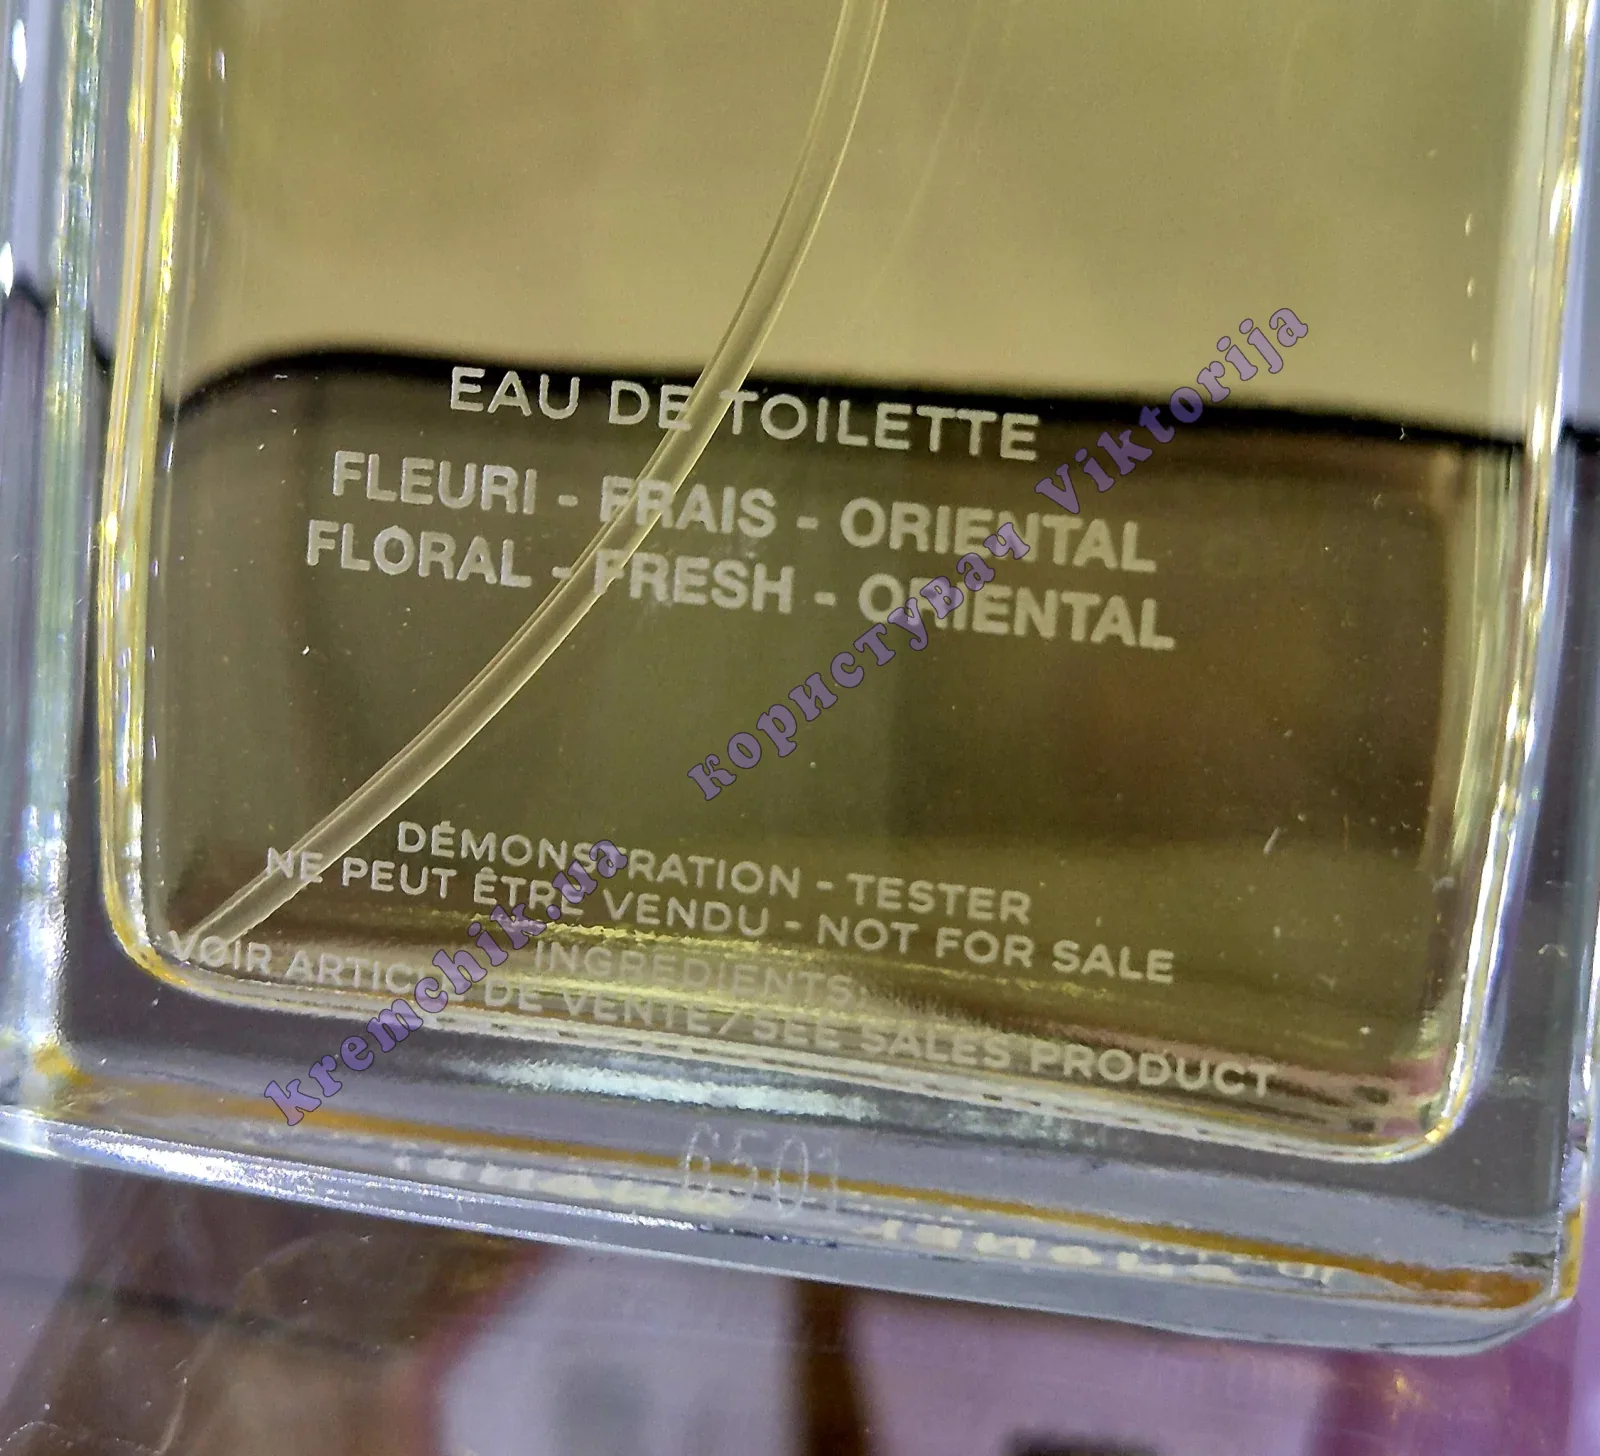 EAU DE TOILETTE
FLEURI - FRAIS - ORIENTAL
FLORAL - FRESH - ORIENTAL
DÉMONSTRATION - TESTER
NE PEUT ÊTRE VENDU - NOT FOR SALE
INGREDIENTS:
VOIR ARTICLE DE VENTE/SEE SALES PRODUCT
6501
kremchik.ua користувач Viktorija